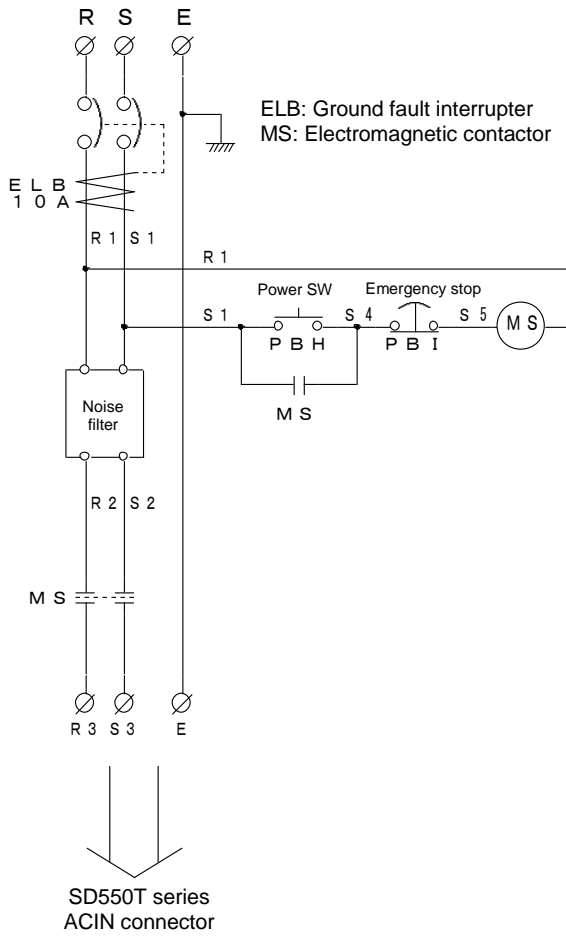 R S E
ELB: Ground fault interrupter
MS: Electromagnetic contactor
ELB
10A
R1 S1
R1
Power SW
Emergency stop
S1
S4
S5
MS
PBH
PBI
MS
Noise
filter
R2 S2
MS
R3 S3 E
SD550T series
ACIN connector